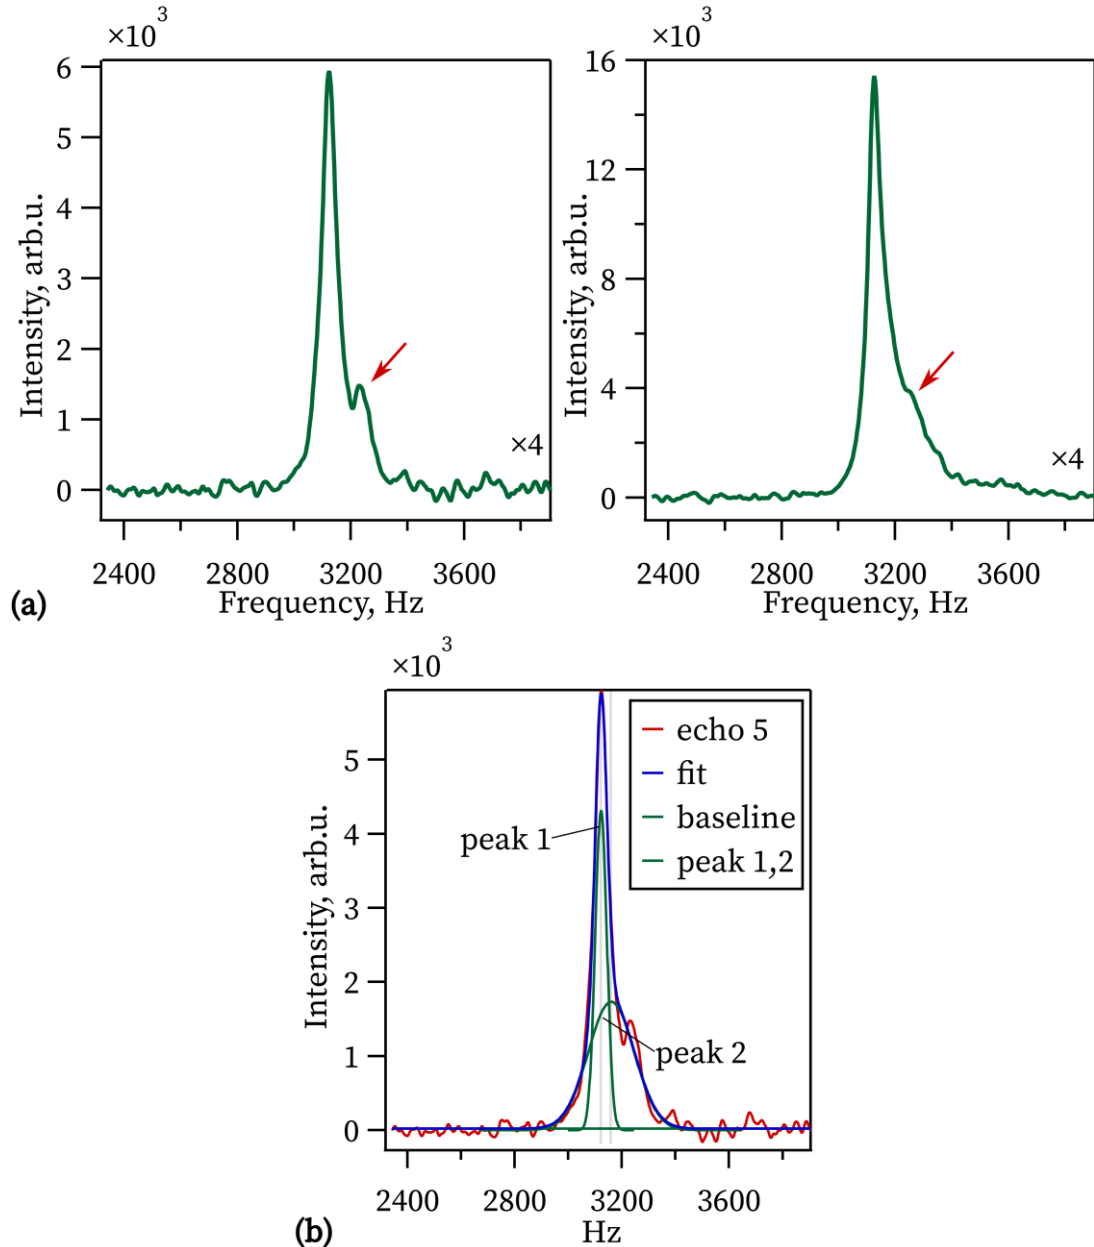 ×10³
6
5
4
3
2
1
0
Intensity, arb.u.
×4
2400 2800 3200 3600
Frequency, Hz
×10³
16
12
8
4
0
Intensity, arb.u.
×4
2400 2800 3200 3600
Frequency, Hz
(a)
×10³
5
4
3
2
1
0
Intensity, arb.u.
echo 5
fit
baseline
peak 1,2
peak 1
peak 2
2400 2800 3200 3600
Hz
(b)